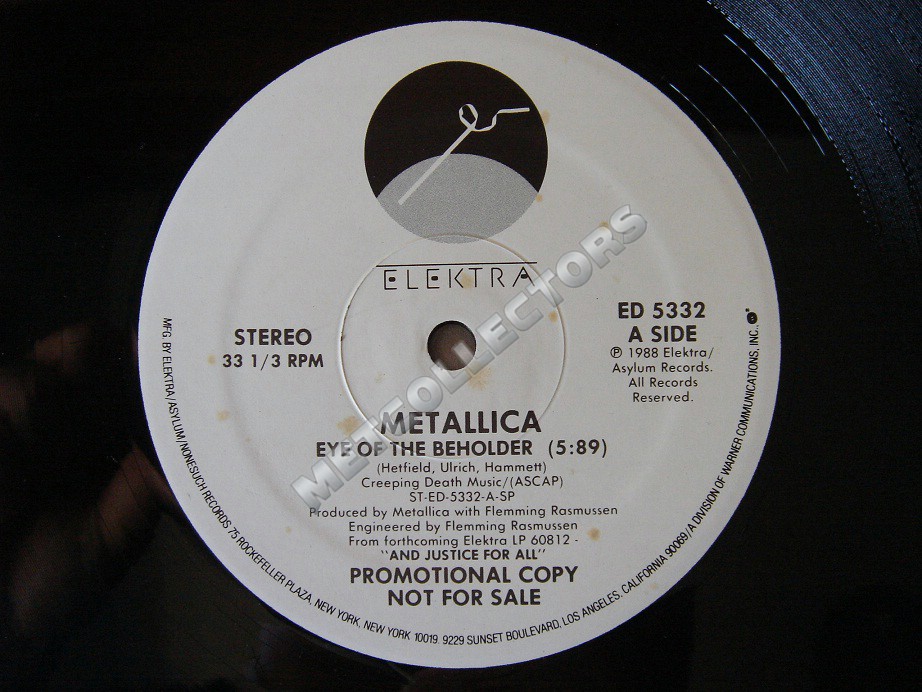 ELEKTRA
STEREO
33 1/3 RPM
ED 5332
A SIDE
℗ 1988 Elektra/
Asylum Records.
All Records
Reserved.
METALLICA
EYE OF THE BEHOLDER (5:89)
(Hetfield, Ulrich, Hammett)
Creeping Death Music/(ASCAP)
ST-ED-5332-A-SP
Produced by Metallica with Flemming Rasmussen
Engineered by Flemming Rasmussen
From forthcoming Elektra LP 60812 -
"AND JUSTICE FOR ALL"
PROMOTIONAL COPY
NOT FOR SALE
MFG. BY ELEKTRA/ASYLUM/NONESUCH RECORDS 75 ROCKEFELLER PLAZA, NEW YORK, NEW YORK 10019. 9229 SUNSET BOULEVARD, LOS ANGELES, CALIFORNIA 90069/A DIVISION OF WARNER COMMUNICATIONS, INC.,
METCOLLECTORS